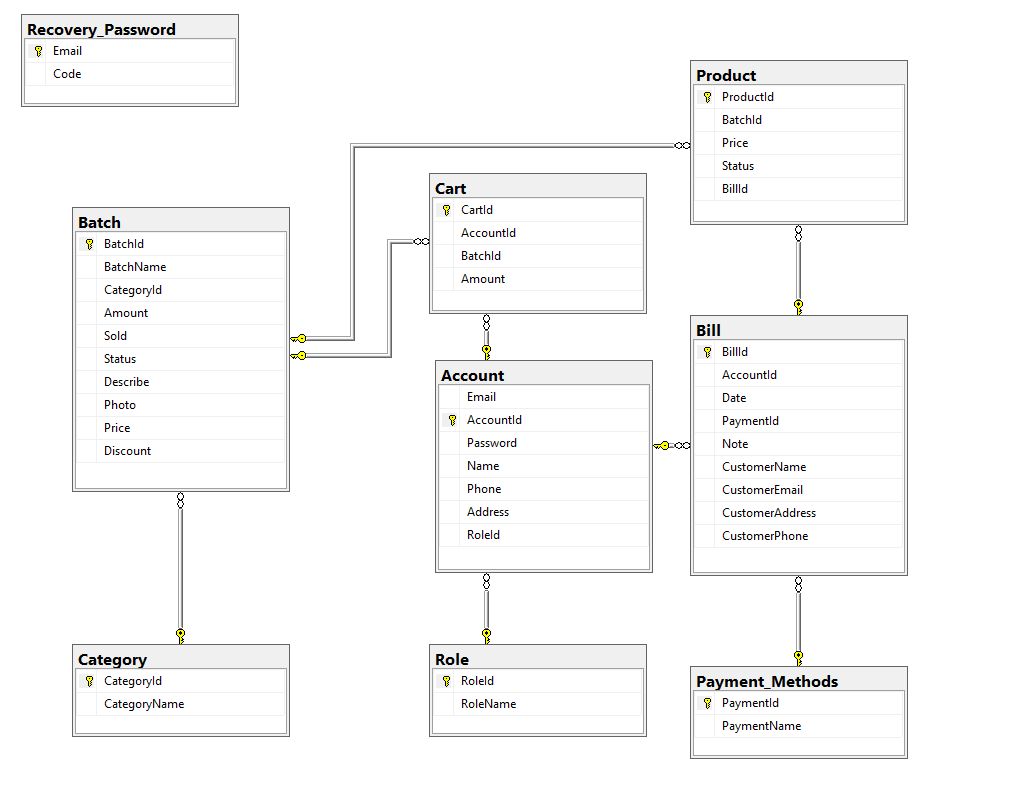 Recovery_Password
Email
Code
Product
ProductId
BatchId
Price
Status
BillId
Cart
CartId
AccountId
BatchId
Amount
Batch
BatchId
BatchName
CategoryId
Amount
Sold
Status
Describe
Photo
Price
Discount
Bill
BillId
AccountId
Date
PaymentId
Note
CustomerName
CustomerEmail
CustomerAddress
CustomerPhone
Account
Email
AccountId
Password
Name
Phone
Address
RoleId
Category
CategoryId
CategoryName
Role
RoleId
RoleName
Payment_Methods
PaymentId
PaymentName